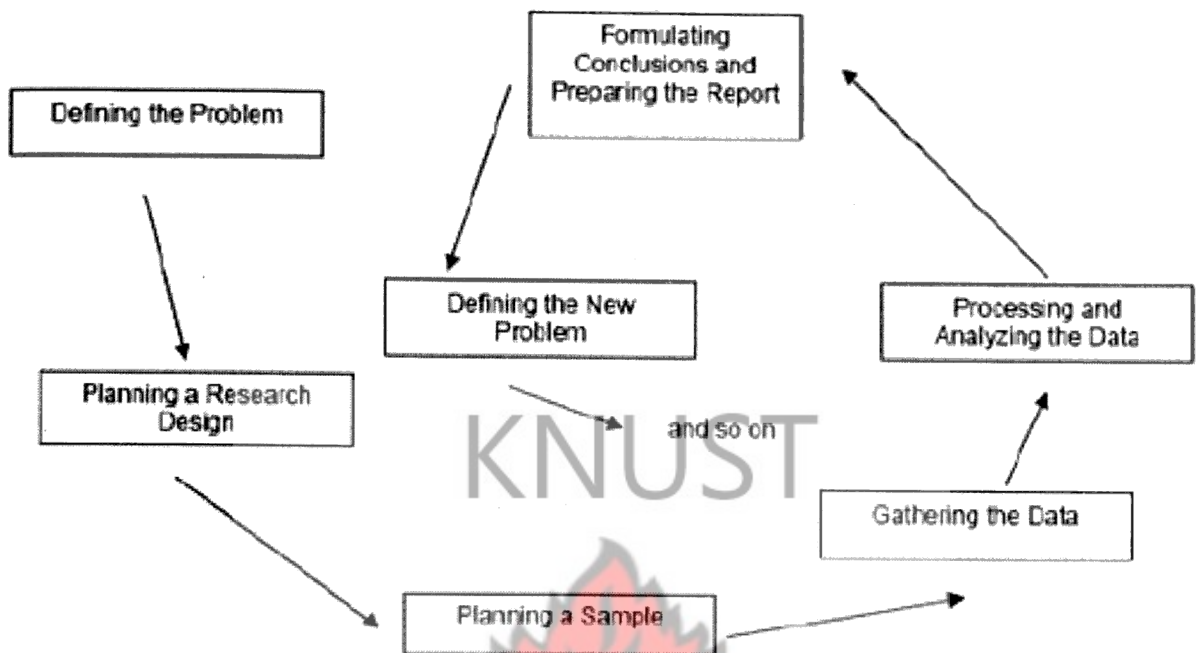 Formulating
Conclusions and
Preparing the Report
Defining the Problem
Defining the New
Problem
Processing and
Analyzing the Data
Planning a Research
Design
and so on
KNUST
Gathering the Data
Planning a Sample